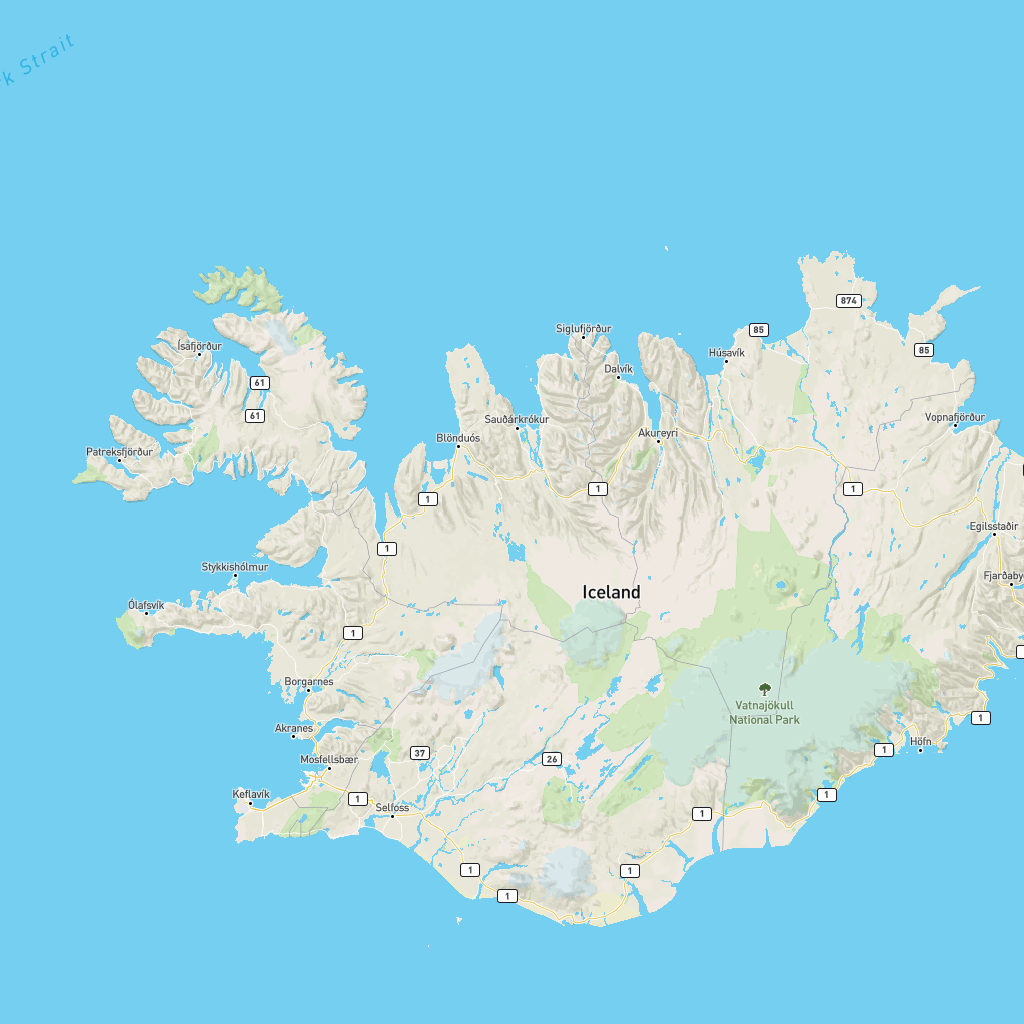 k Strait
874
85
Siglufjörður
Húsavík
Ísafjörður
85
Dalvík
61
61
Sauðárkrókur
Vopnafjörður
Blönduós
Akureyri
Patreksfjörður
1
1
1
Egilsstaðir
1
Stykkishólmur
Fjarðaby
Iceland
Ólafsvík
1
Borgarnes
Vatnajökull
National Park
1
Akranes
Höfn
37
1
Mosfellsbær
26
Keflavík
1
1
Selfoss
1
1
1
1